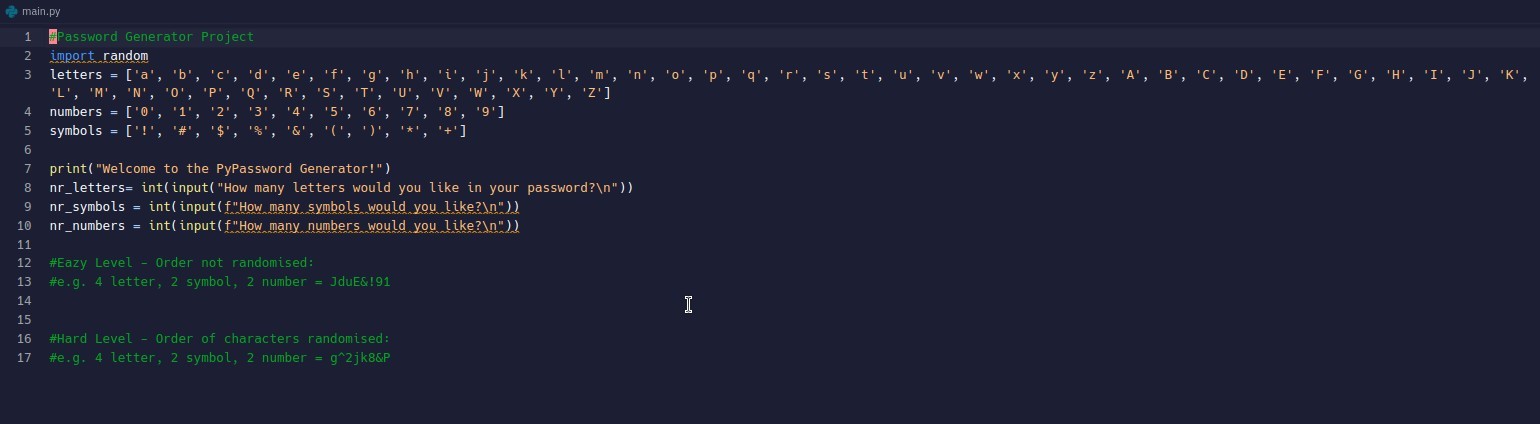 main.py
1 #Password Generator Project
2 import random
3 letters = ['a', 'b', 'c', 'd', 'e', 'f', 'g', 'h', 'i', 'j', 'k', 'l', 'm', 'n', 'o', 'p', 'q', 'r', 's', 't', 'u', 'v', 'w', 'x', 'y', 'z', 'A', 'B', 'C', 'D', 'E', 'F', 'G', 'H', 'I', 'J', 'K',
'L', 'M', 'N', 'O', 'P', 'Q', 'R', 'S', 'T', 'U', 'V', 'W', 'X', 'Y', 'Z']
4 numbers = ['0', '1', '2', '3', '4', '5', '6', '7', '8', '9']
5 symbols = ['!', '#', '$', '%', '&', '(', ')', '*', '+']
6
7 print("Welcome to the PyPassword Generator!")
8 nr_letters= int(input("How many letters would you like in your password?\n"))
9 nr_symbols = int(input(f"How many symbols would you like?\n"))
10 nr_numbers = int(input(f"How many numbers would you like?\n"))
11
12 #Eazy Level - Order not randomised:
13 #e.g. 4 letter, 2 symbol, 2 number = JduE&!91
14
15
16 #Hard Level - Order of characters randomised:
17 #e.g. 4 letter, 2 symbol, 2 number = g^2jk8&P